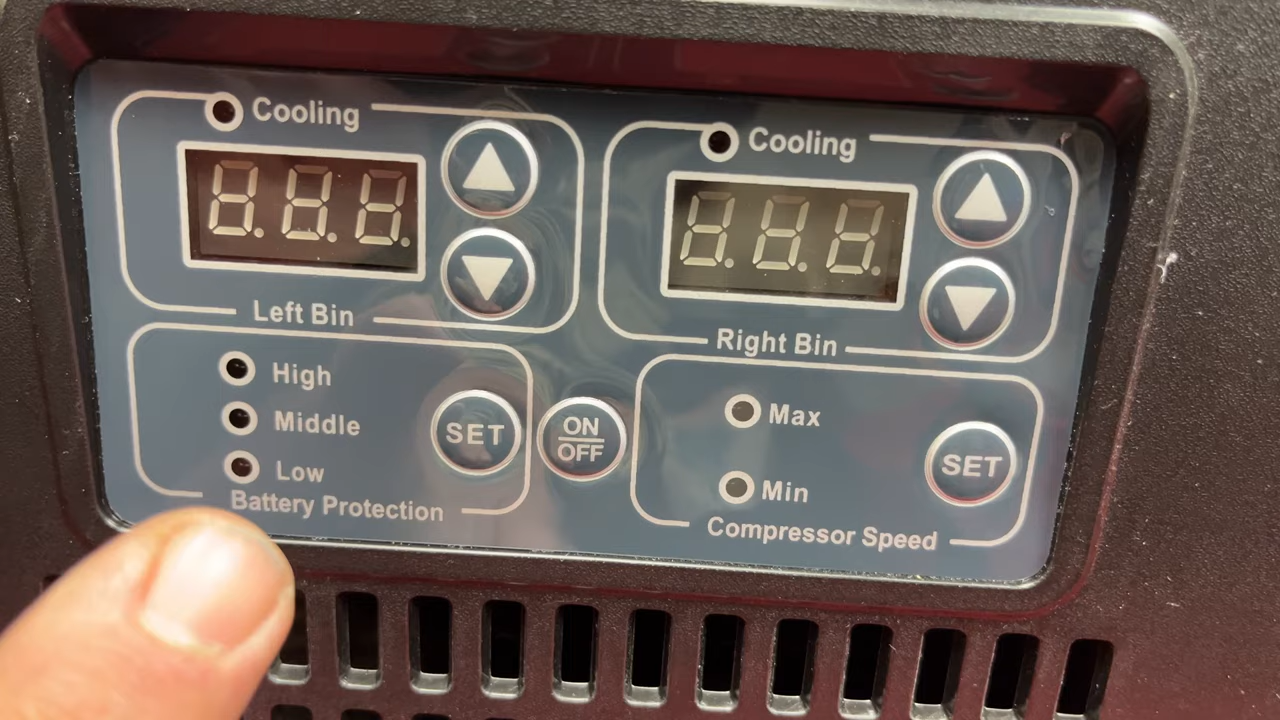 Cooling
Left Bin
Cooling
Right Bin
High
Middle
Low
SET
Battery Protection
ON
OFF
Max
Min
SET
Compressor Speed